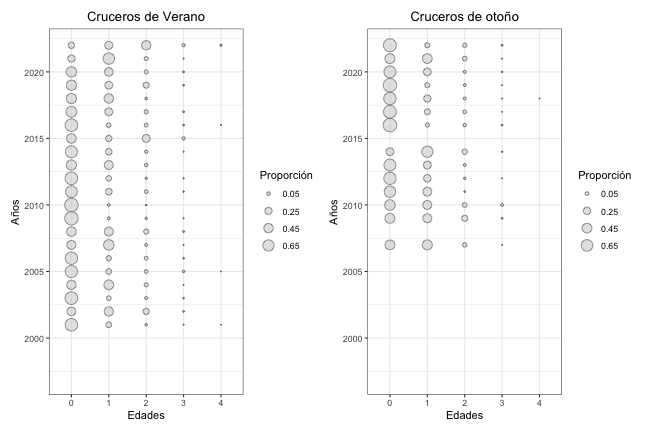 Cruceros de Verano
Años
2020
2015
2010
2005
2000
0 1 2 3 4
Edades
Proporción
0.05
0.25
0.45
0.65
Cruceros de otoño
Años
2020
2015
2010
2005
2000
0 1 2 3 4
Edades
Proporción
0.05
0.25
0.45
0.65